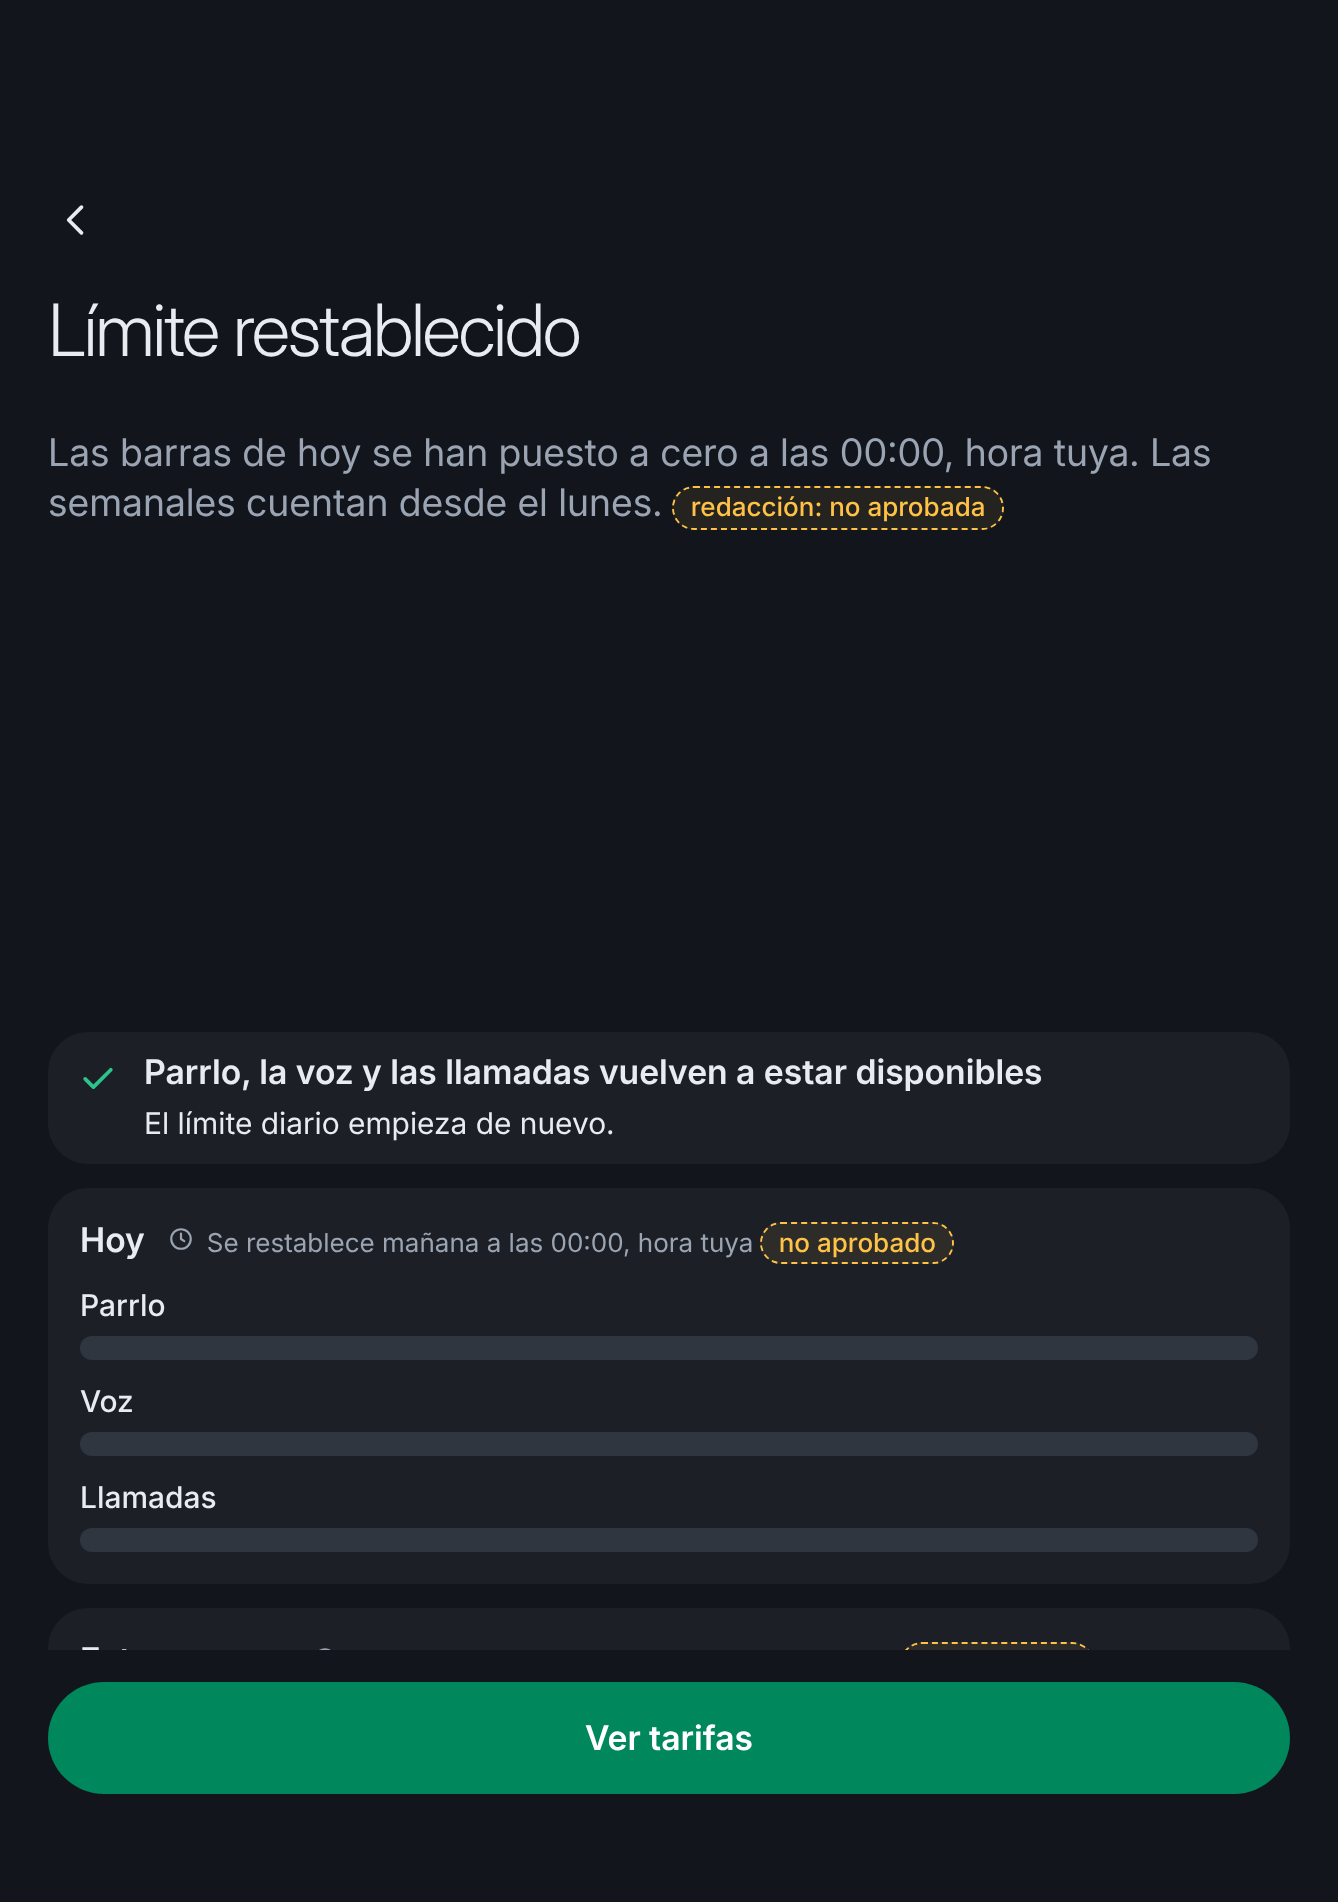 Límite restablecido
Las barras de hoy se han puesto a cero a las 00:00, hora tuya. Las
semanales cuentan desde el lunes. redacción: no aprobada
Parrlo, la voz y las llamadas vuelven a estar disponibles
El límite diario empieza de nuevo.
Hoy Se restablece mañana a las 00:00, hora tuya no aprobado
Parrlo
Voz
Llamadas
Ver tarifas